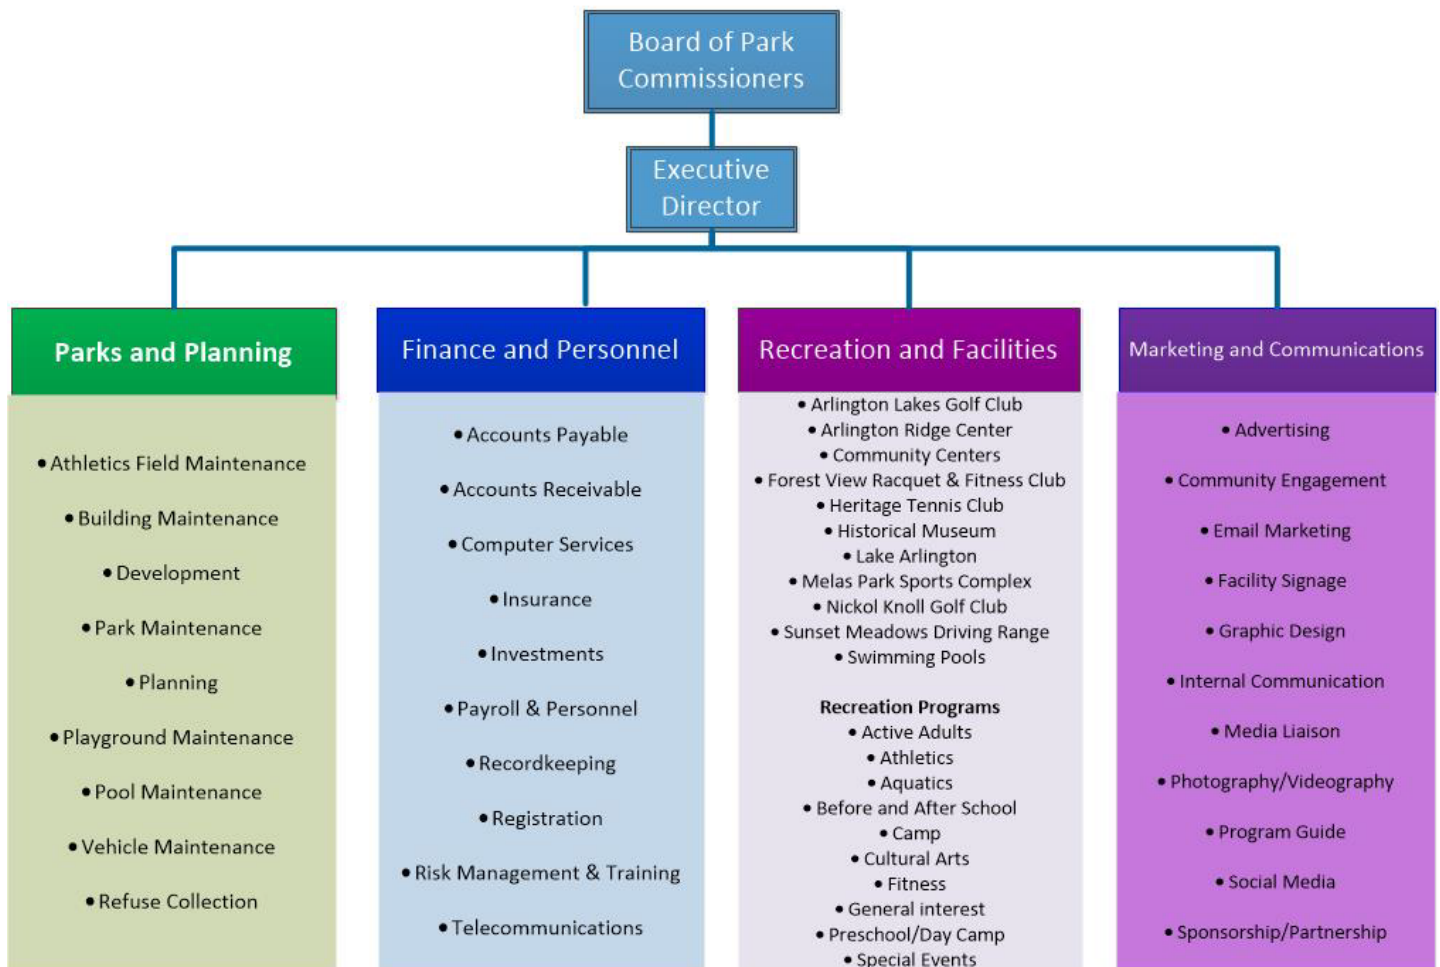 Board of Park
Commissioners
Executive
Director
Parks and Planning
• Athletics Field Maintenance
• Building Maintenance
• Development
• Park Maintenance
• Planning
• Playground Maintenance
• Pool Maintenance
• Vehicle Maintenance
• Refuse Collection
Finance and Personnel
• Accounts Payable
• Accounts Receivable
• Computer Services
• Insurance
• Investments
• Payroll & Personnel
• Recordkeeping
• Registration
• Risk Management & Training
• Telecommunications
Recreation and Facilities
• Arlington Lakes Golf Club
• Arlington Ridge Center
• Community Centers
• Forest View Racquet & Fitness Club
• Heritage Tennis Club
• Historical Museum
• Lake Arlington
• Melas Park Sports Complex
• Nickol Knoll Golf Club
• Sunset Meadows Driving Range
• Swimming Pools
Recreation Programs
• Active Adults
• Athletics
• Aquatics
• Before and After School
• Camp
• Cultural Arts
• Fitness
• General interest
• Preschool/Day Camp
• Special Events
Marketing and Communications
• Advertising
• Community Engagement
• Email Marketing
• Facility Signage
• Graphic Design
• Internal Communication
• Media Liaison
• Photography/Videography
• Program Guide
• Social Media
• Sponsorship/Partnership